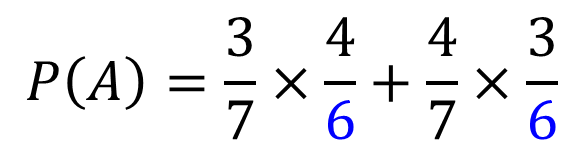 P(A) = 3/7 × 4/6 + 4/7 × 3/6